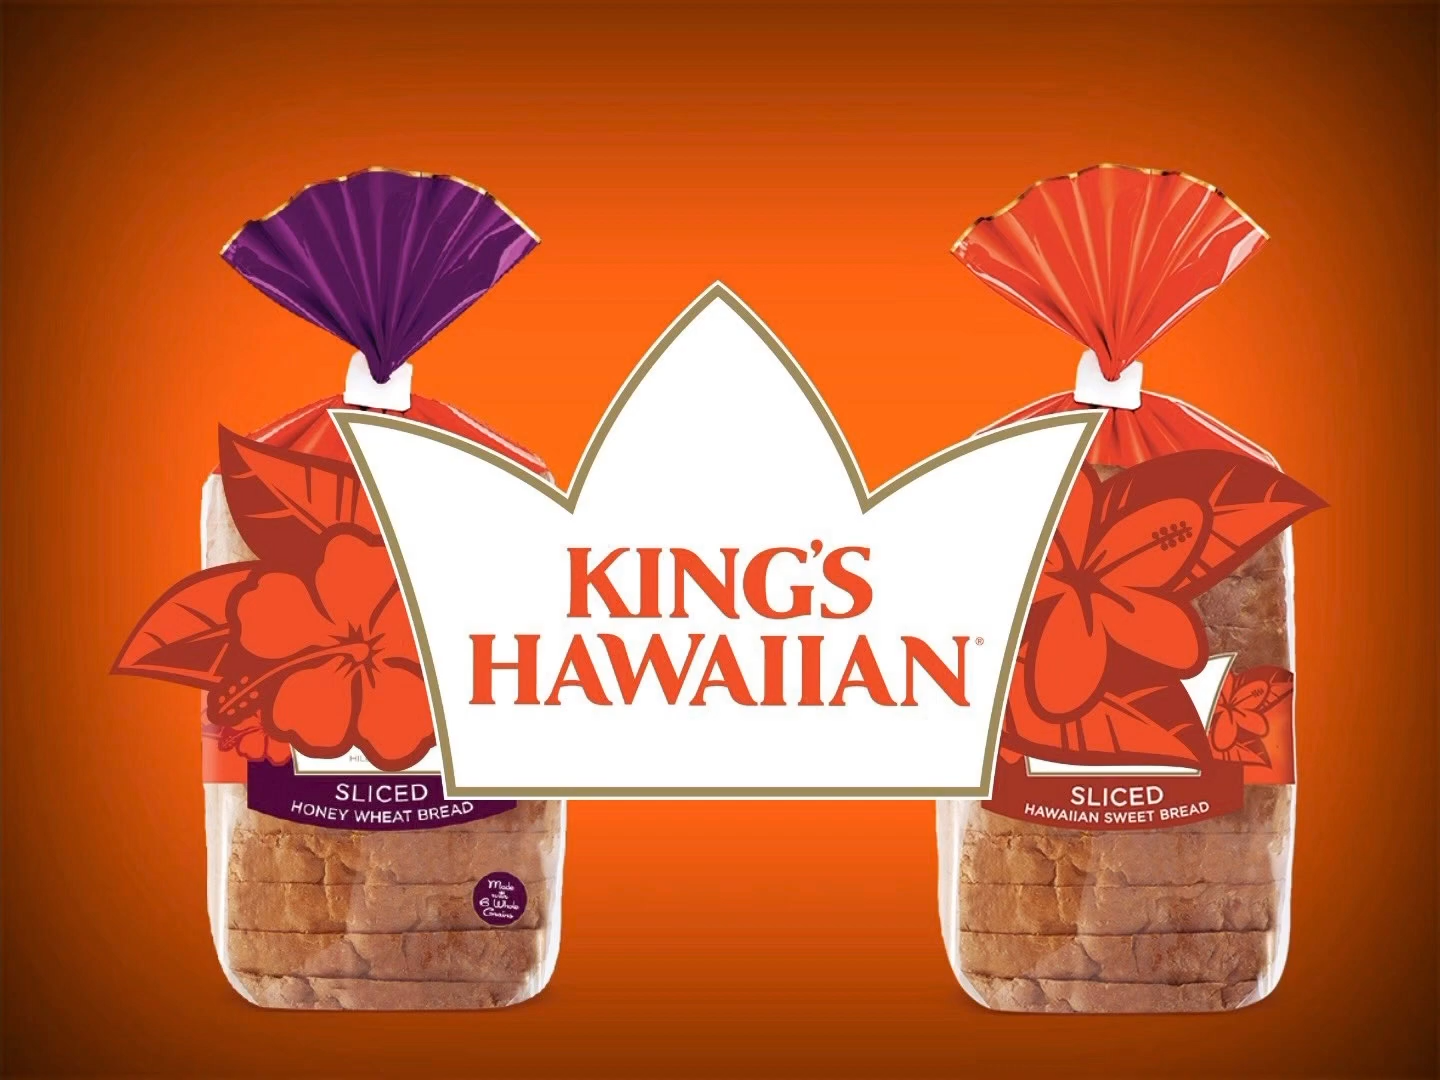 KING'S
HAWAIIAN®
SLICED
HONEY WHEAT BREAD
Made
with
6 Whole
Grains
SLICED
HAWAIIAN SWEET BREAD